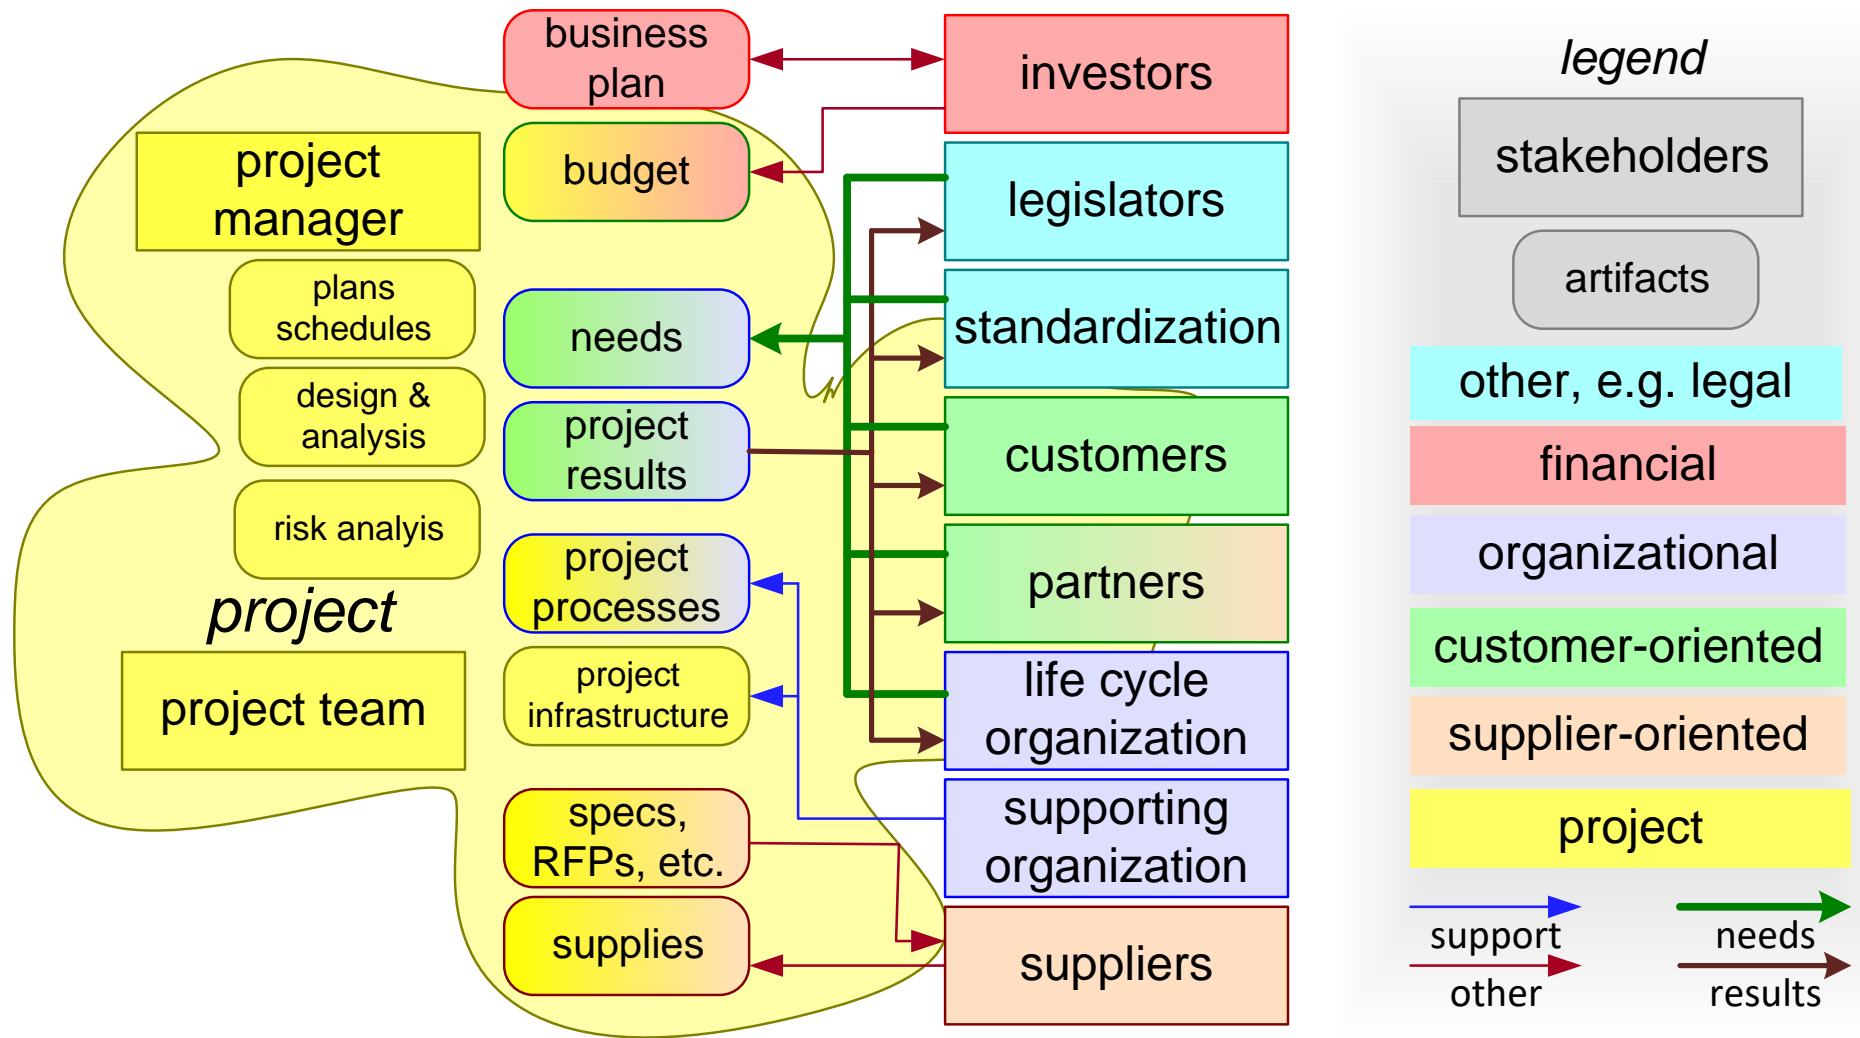 business
plan
budget
project
manager
plans
schedules
design &
analysis
risk analyis
project
project team
needs
project
results
project
processes
project
infrastructure
specs,
RFPs, etc.
supplies
investors
legislators
standardization
customers
partners
life cycle
organization
supporting
organization
suppliers
legend
stakeholders
artifacts
other, e.g. legal
financial
organizational
customer-oriented
supplier-oriented
project
support
needs
other
results